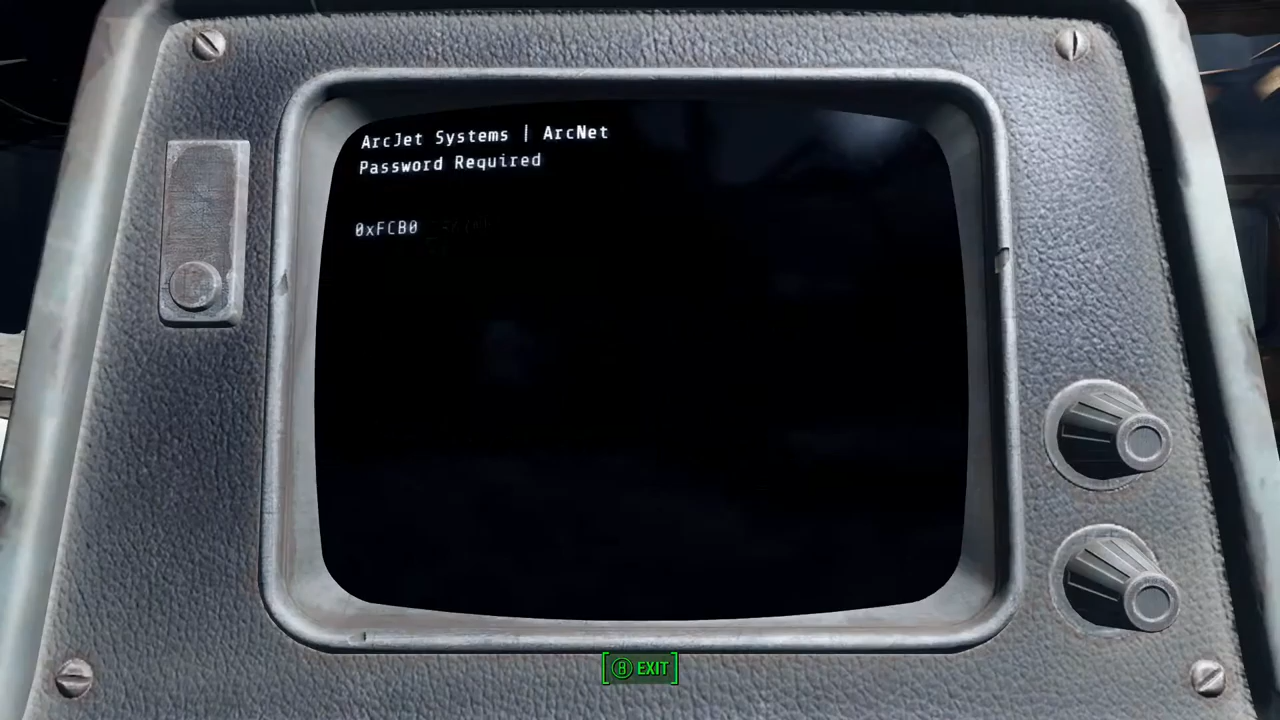 ArcJet Systems | ArcNet
Password Required
0xFCB0
Ⓑ EXIT